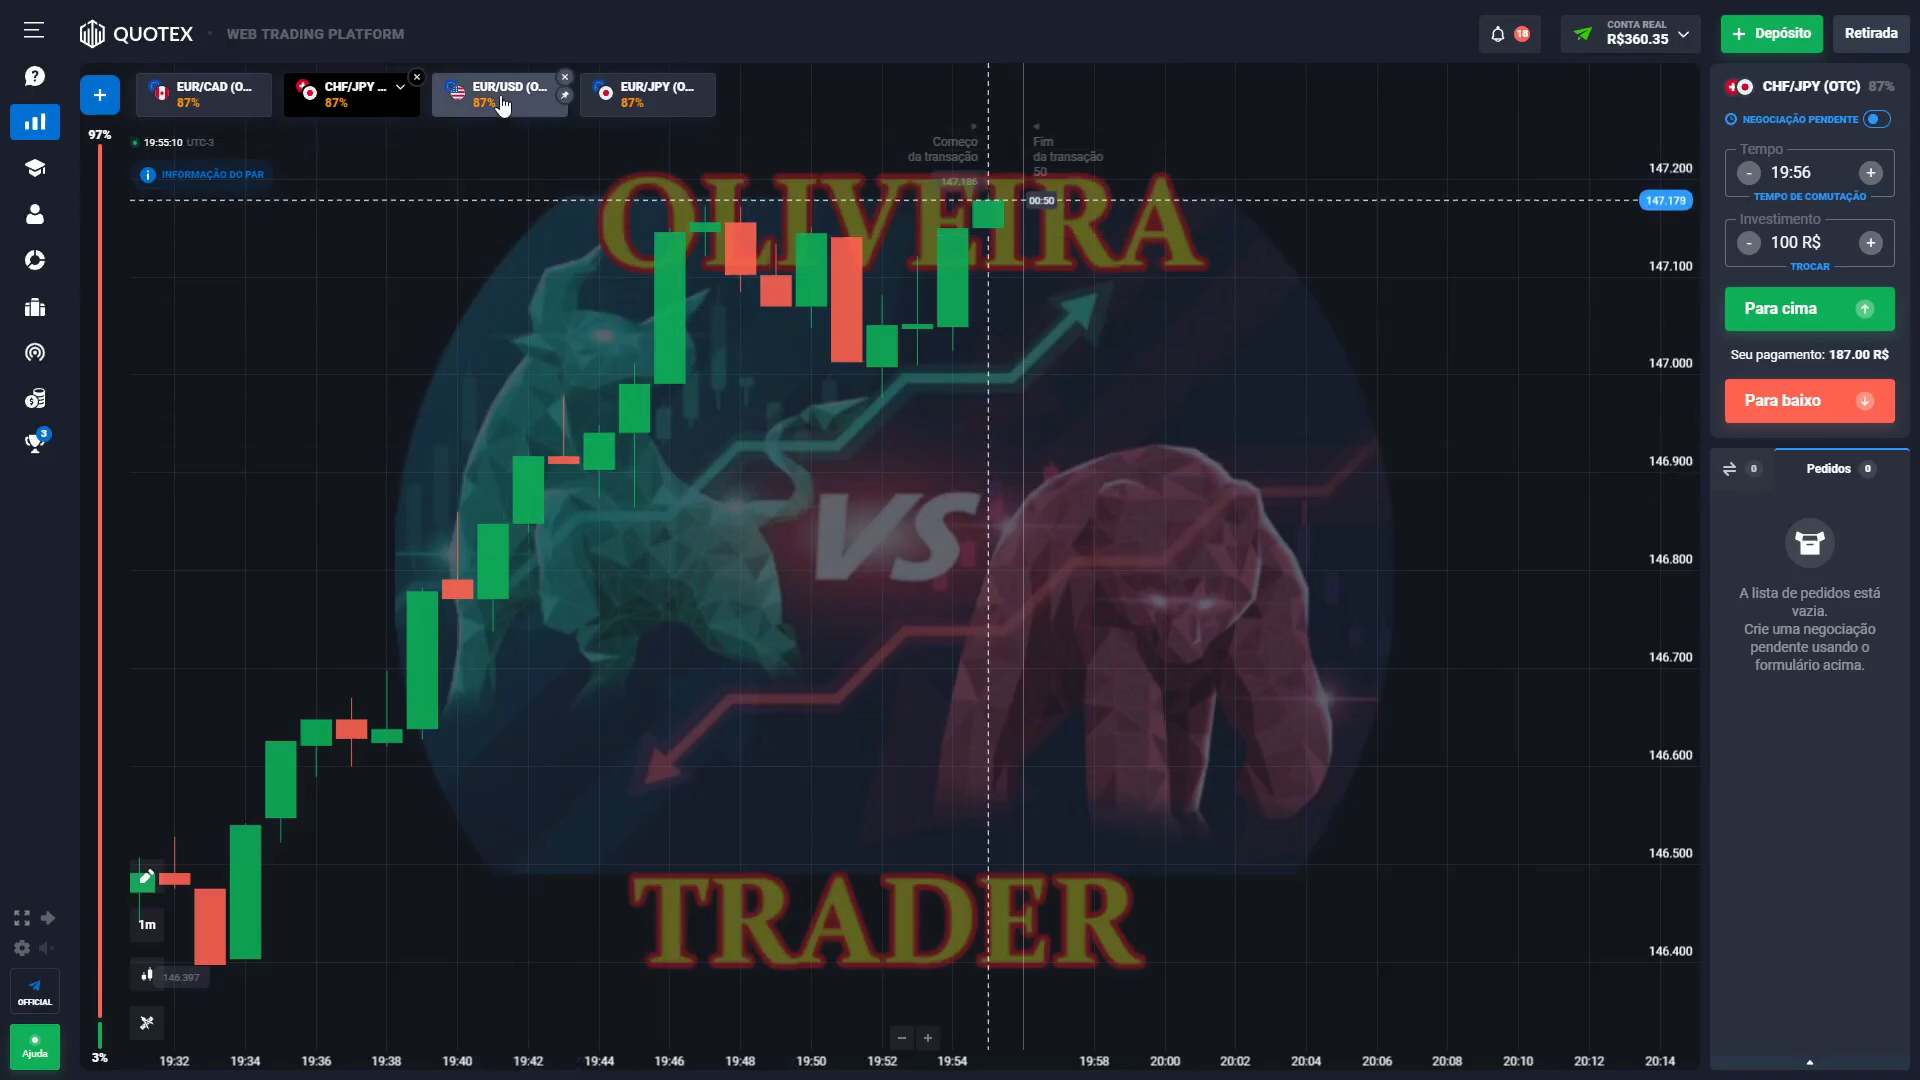 QUOTEX
WEB TRADING PLATFORM
18
CONTA REAL
R$360.35
+ Depósito
Retirada
+
EUR/CAD (O...
87%
CHF/JPY ...
87%
EUR/USD (O...
87%
EUR/JPY (O...
87%
97%
19:55:10 UTC-3
INFORMAÇÃO DO PAR
Começo
da transação
Fim
da transação
50
147.186
00:50
OLIVEIRA
VS
TRADER
147.200
147.179
147.100
147.000
146.900
146.800
146.700
146.600
146.500
146.400
146.397
1m
3%
19:32
19:34
19:36
19:38
19:40
19:42
19:44
19:46
19:48
19:50
19:52
19:54
19:58
20:00
20:02
20:04
20:06
20:08
20:10
20:12
20:14
CHF/JPY (OTC) 87%
NEGOCIAÇÃO PENDENTE
Tempo
- 19:56 +
TEMPO DE COMUTAÇÃO
Investimento
- 100 R$ +
TROCAR
Para cima
Seu pagamento: 187.00 R$
Para baixo
0
Pedidos 0
A lista de pedidos está
vazia.
Crie uma negociação
pendente usando o
formulário acima.
3
OFFICIAL
Ajuda